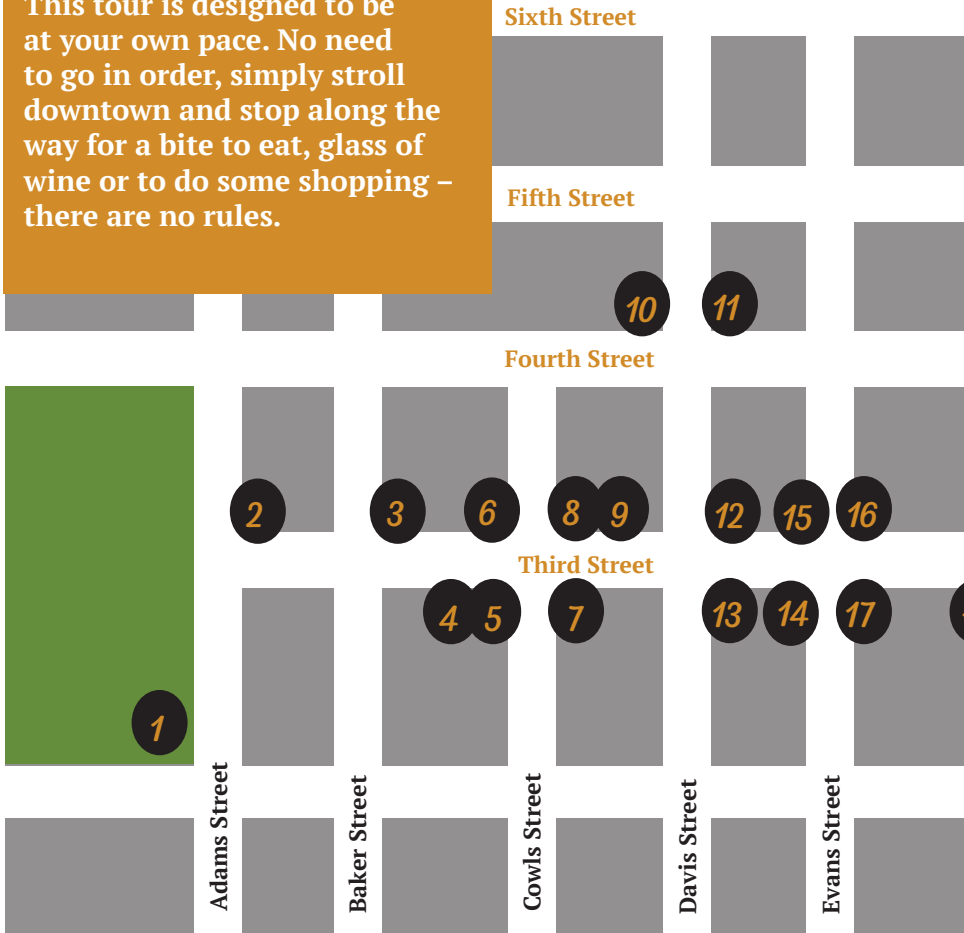 This tour is designed to be
at your own pace. No need
to go in order, simply stroll
downtown and stop along the
way for a bite to eat, glass of
wine or to do some shopping –
there are no rules.
Sixth Street
Fifth Street
10
11
Fourth Street
2
3
6
8
9
12
15
16
Third Street
4
5
7
13
14
17
1
Adams Street
Baker Street
Cowls Street
Davis Street
Evans Street